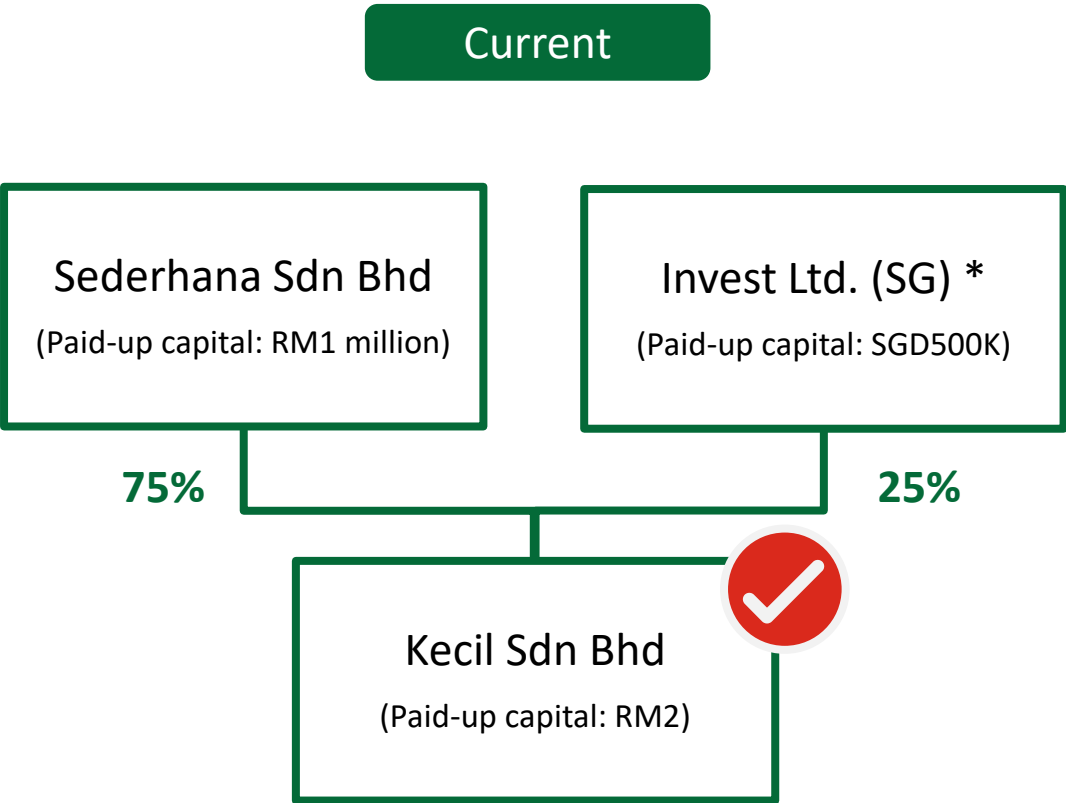 Current
Sederhana Sdn Bhd
(Paid-up capital: RM1 million)
Invest Ltd. (SG) *
(Paid-up capital: SGD500K)
75%
25%
Kecil Sdn Bhd
(Paid-up capital: RM2)